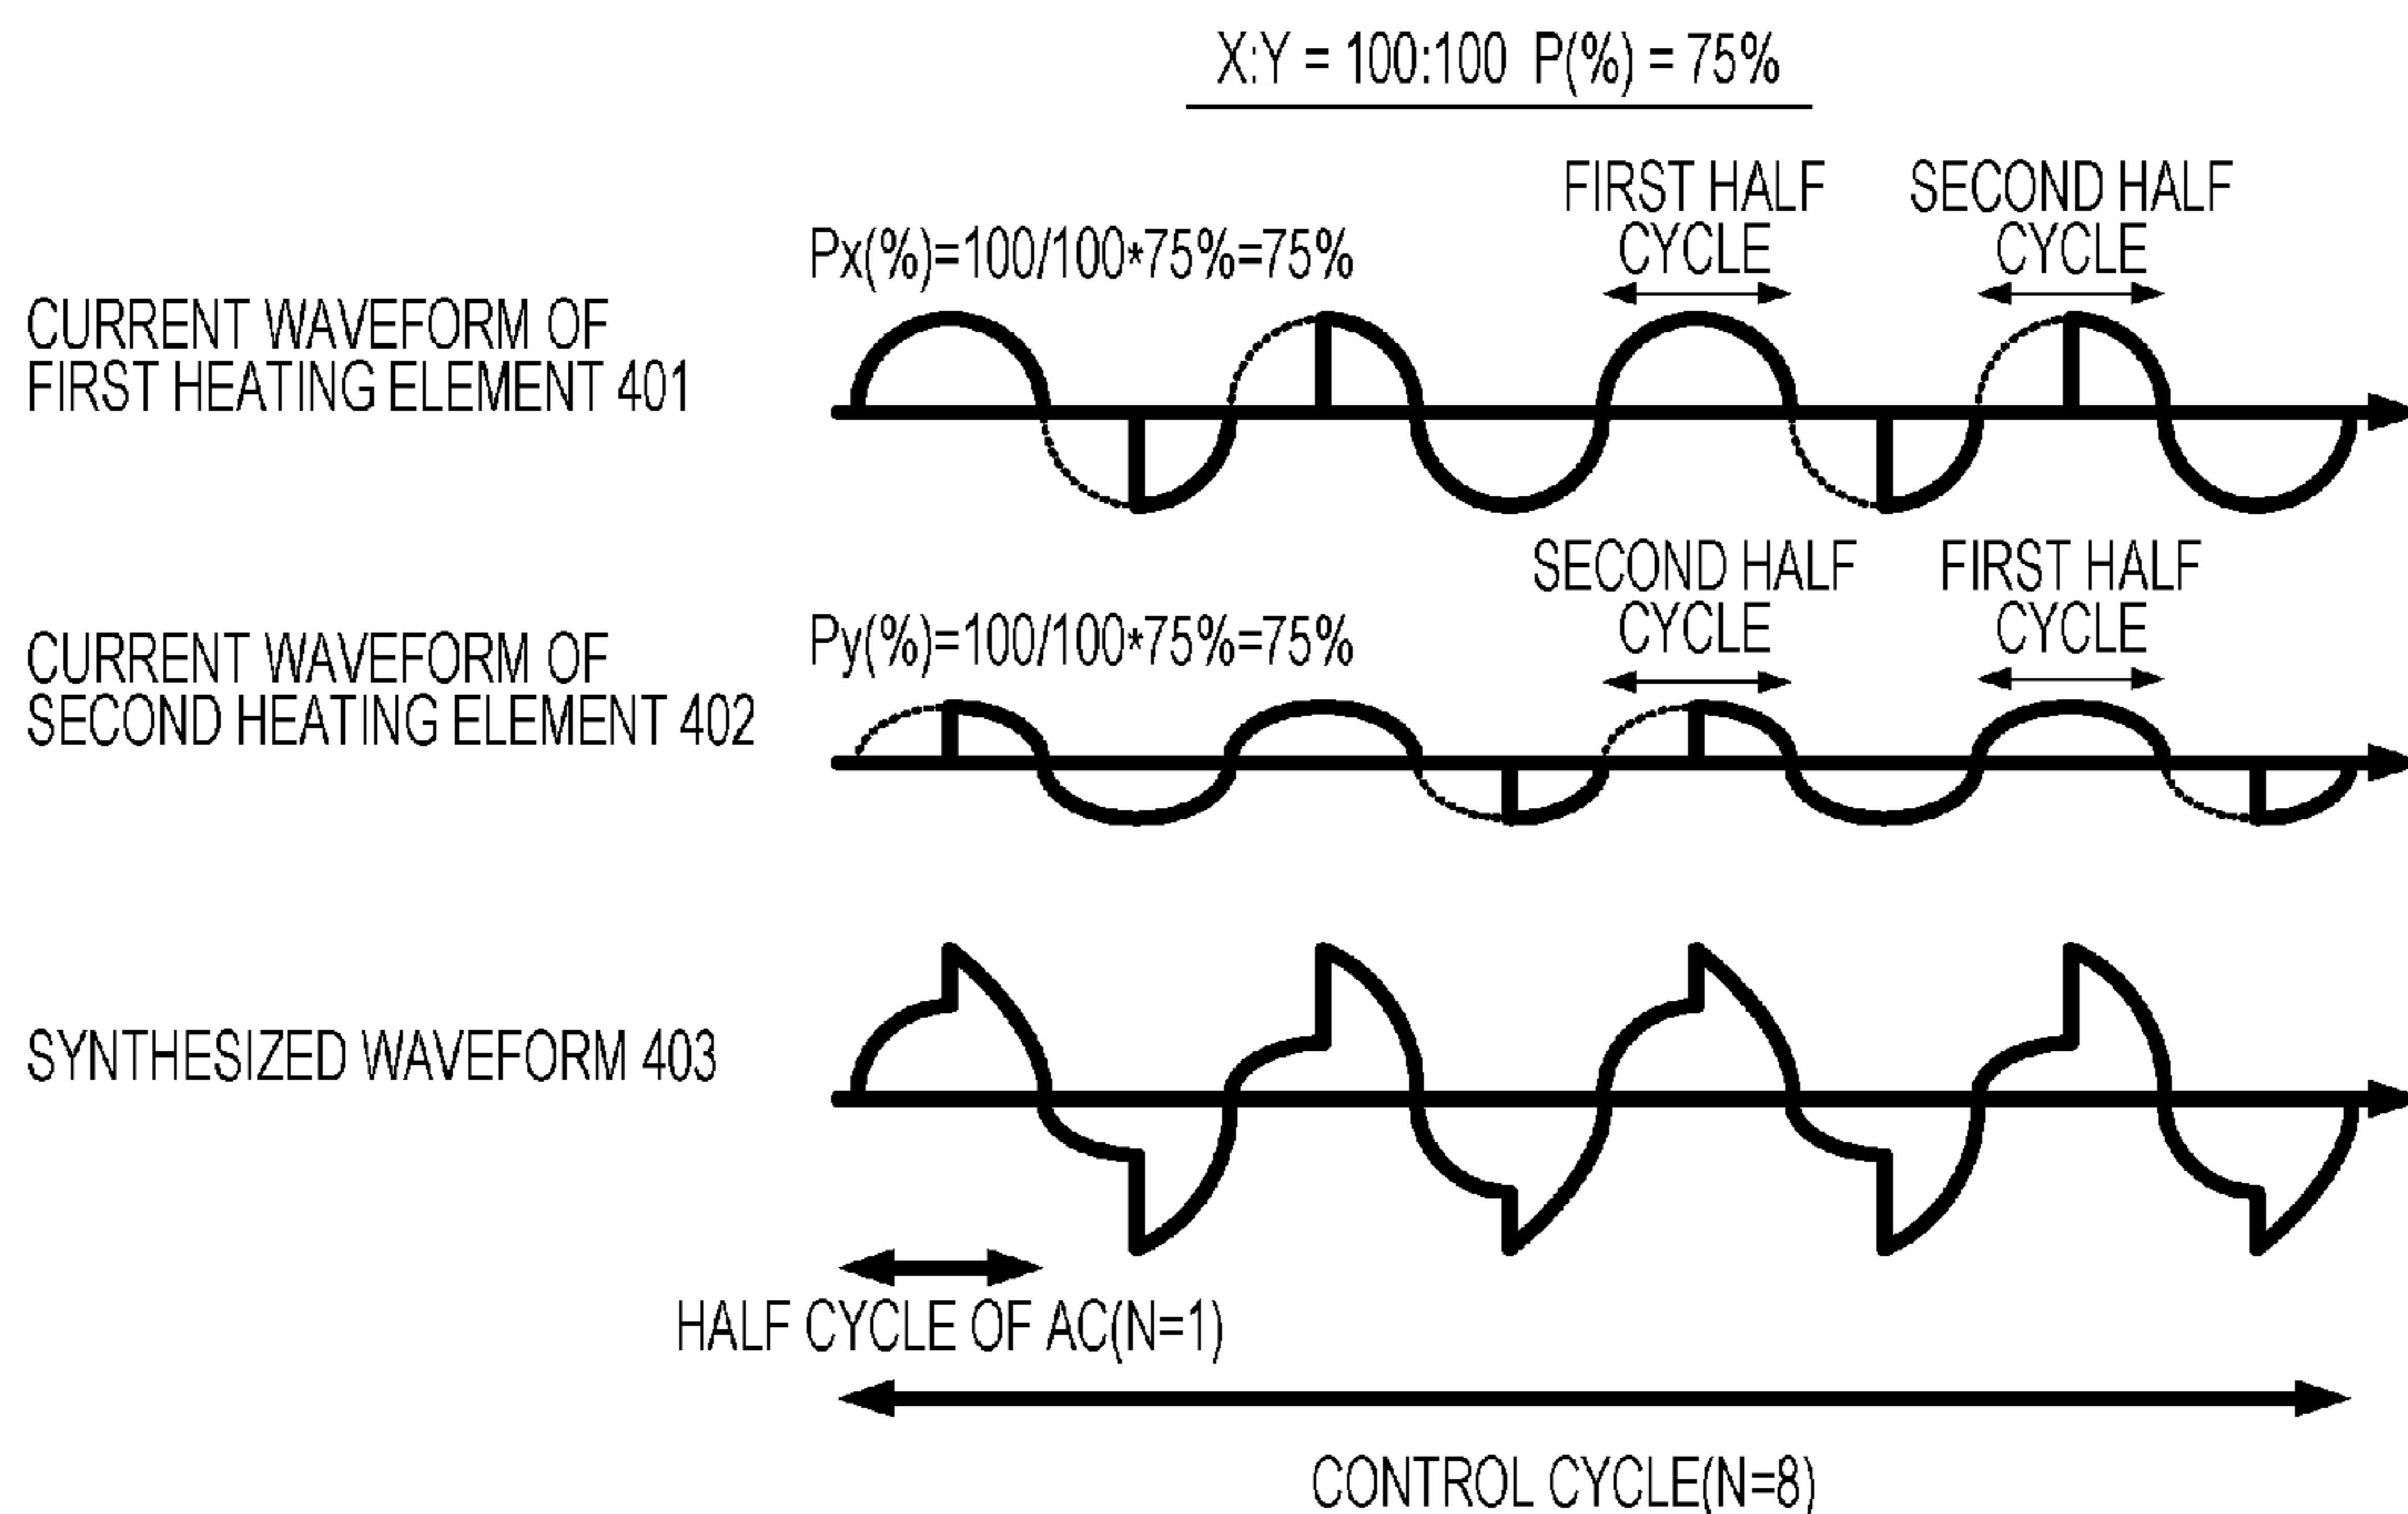 X:Y = 100:100 P(%) = 75%
FIRST HALF
CYCLE
SECOND HALF
CYCLE
Px(%)=100/100*75%=75%
CURRENT WAVEFORM OF
FIRST HEATING ELEMENT 401
SECOND HALF
CYCLE
FIRST HALF
CYCLE
Py(%)=100/100*75%=75%
CURRENT WAVEFORM OF
SECOND HEATING ELEMENT 402
SYNTHESIZED WAVEFORM 403
HALF CYCLE OF AC(N=1)
CONTROL CYCLE(N=8)